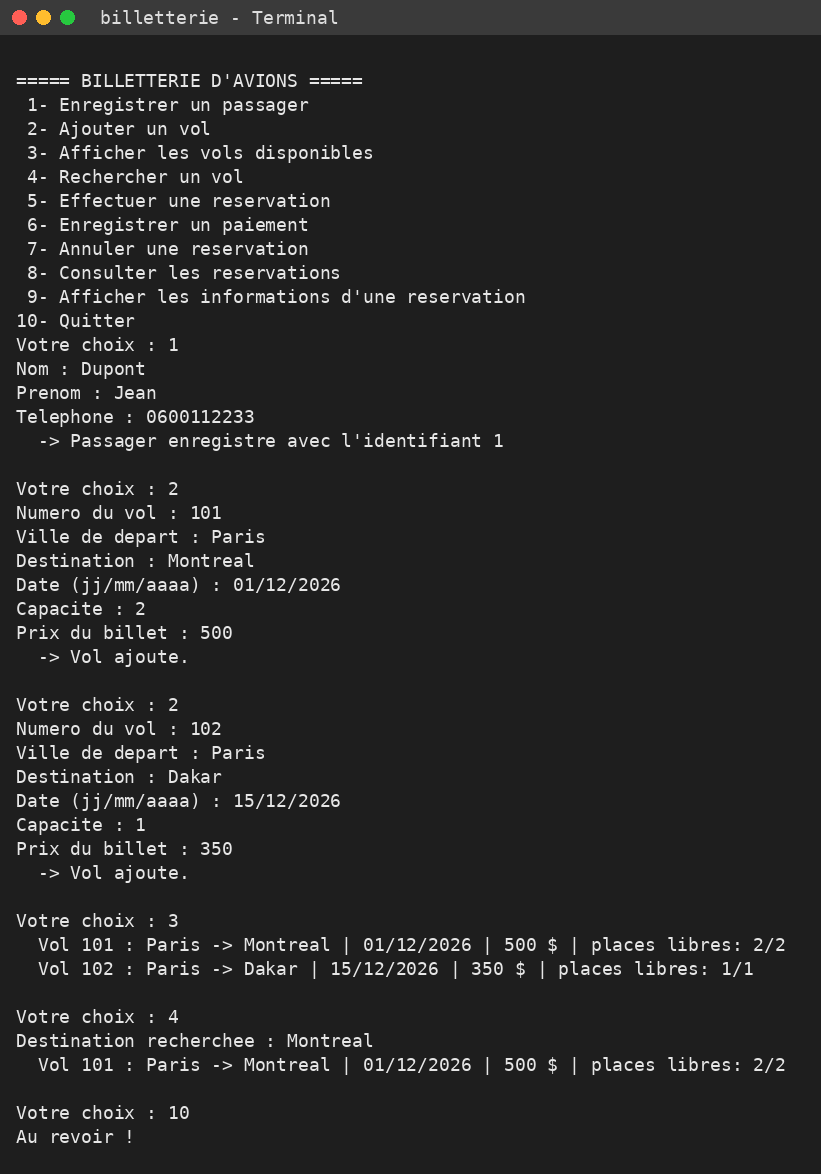 billetterie - Terminal
===== BILLETTERIE D'AVIONS =====
1- Enregistrer un passager
2- Ajouter un vol
3- Afficher les vols disponibles
4- Rechercher un vol
5- Effectuer une reservation
6- Enregistrer un paiement
7- Annuler une reservation
8- Consulter les reservations
9- Afficher les informations d'une reservation
10- Quitter
Votre choix : 1
Nom : Dupont
Prenom : Jean
Telephone : 0600112233
-> Passager enregistre avec l'identifiant 1
Votre choix : 2
Numero du vol : 101
Ville de depart : Paris
Destination : Montreal
Date (jj/mm/aaaa) : 01/12/2026
Capacite : 2
Prix du billet : 500
-> Vol ajoute.
Votre choix : 2
Numero du vol : 102
Ville de depart : Paris
Destination : Dakar
Date (jj/mm/aaaa) : 15/12/2026
Capacite : 1
Prix du billet : 350
-> Vol ajoute.
Votre choix : 3
Vol 101 : Paris -> Montreal | 01/12/2026 | 500 $ | places libres: 2/2
Vol 102 : Paris -> Dakar | 15/12/2026 | 350 $ | places libres: 1/1
Votre choix : 4
Destination recherchee : Montreal
Vol 101 : Paris -> Montreal | 01/12/2026 | 500 $ | places libres: 2/2
Votre choix : 10
Au revoir !